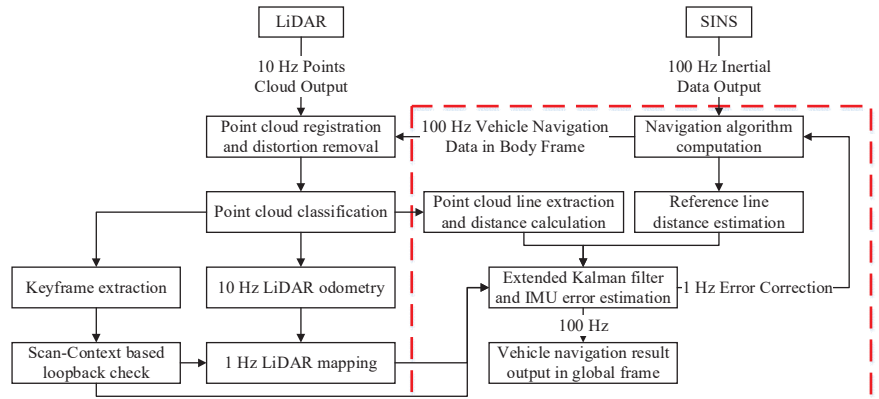 LiDAR
SINS
10 Hz Points
Cloud Output
100 Hz Inertial
Data Output
Point cloud registration
and distortion removal
100 Hz Vehicle Navigation
Data in Body Frame
Navigation algorithm
computation
Point cloud classification
Point cloud line extraction
and distance calculation
Reference line
distance estimation
Keyframe extraction
10 Hz LiDAR odometry
Extended Kalman filter
and IMU error estimation
1 Hz Error Correction
100 Hz
Scan-Context based
loopback check
1 Hz LiDAR mapping
Vehicle navigation result
output in global frame